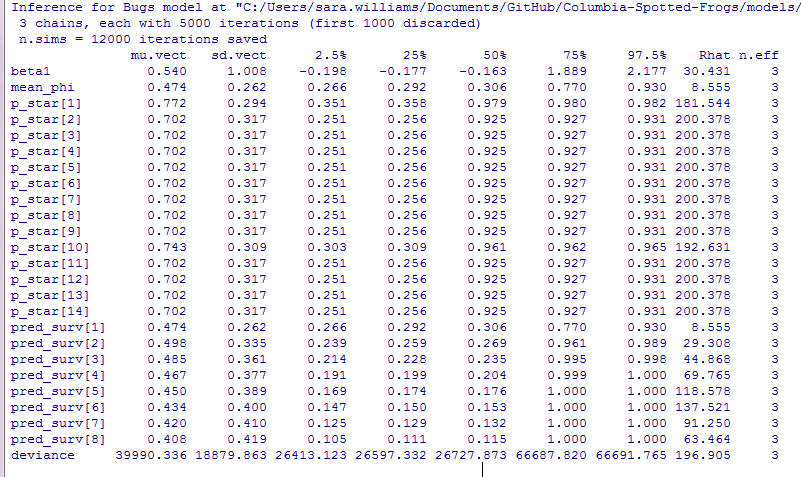 Inference for Bugs model at "C:/Users/sara.williams/Documents/GitHub/Columbia-Spotted-Frogs/models/
3 chains, each with 5000 iterations (first 1000 discarded)
n.sims = 12000 iterations saved
mu.vect sd.vect 2.5% 25% 50% 75% 97.5% Rhat n.eff
beta1 0.540 1.008 -0.198 -0.177 -0.163 1.889 2.177 30.431 3
mean_phi 0.474 0.262 0.266 0.292 0.306 0.770 0.930 8.555 3
p_star[1] 0.772 0.294 0.351 0.358 0.979 0.980 0.982 181.544 3
p_star[2] 0.702 0.317 0.251 0.256 0.925 0.927 0.931 200.378 3
p_star[3] 0.702 0.317 0.251 0.256 0.925 0.927 0.931 200.378 3
p_star[4] 0.702 0.317 0.251 0.256 0.925 0.927 0.931 200.378 3
p_star[5] 0.702 0.317 0.251 0.256 0.925 0.927 0.931 200.378 3
p_star[6] 0.702 0.317 0.251 0.256 0.925 0.927 0.931 200.378 3
p_star[7] 0.702 0.317 0.251 0.256 0.925 0.927 0.931 200.378 3
p_star[8] 0.702 0.317 0.251 0.256 0.925 0.927 0.931 200.378 3
p_star[9] 0.702 0.317 0.251 0.256 0.925 0.927 0.931 200.378 3
p_star[10] 0.743 0.309 0.303 0.309 0.961 0.962 0.965 192.631 3
p_star[11] 0.702 0.317 0.251 0.256 0.925 0.927 0.931 200.378 3
p_star[12] 0.702 0.317 0.251 0.256 0.925 0.927 0.931 200.378 3
p_star[13] 0.702 0.317 0.251 0.256 0.925 0.927 0.931 200.378 3
p_star[14] 0.702 0.317 0.251 0.256 0.925 0.927 0.931 200.378 3
pred_surv[1] 0.474 0.262 0.266 0.292 0.306 0.770 0.930 8.555 3
pred_surv[2] 0.498 0.335 0.239 0.259 0.269 0.961 0.989 29.308 3
pred_surv[3] 0.485 0.361 0.214 0.228 0.235 0.995 0.998 44.868 3
pred_surv[4] 0.467 0.377 0.191 0.199 0.204 0.999 1.000 69.765 3
pred_surv[5] 0.450 0.389 0.169 0.174 0.176 1.000 1.000 118.578 3
pred_surv[6] 0.434 0.400 0.147 0.150 0.153 1.000 1.000 137.521 3
pred_surv[7] 0.420 0.410 0.125 0.129 0.132 1.000 1.000 91.250 3
pred_surv[8] 0.408 0.419 0.105 0.111 0.115 1.000 1.000 63.464 3
deviance 39990.336 18879.863 26413.123 26597.332 26727.873 66687.820 66691.765 196.905 3